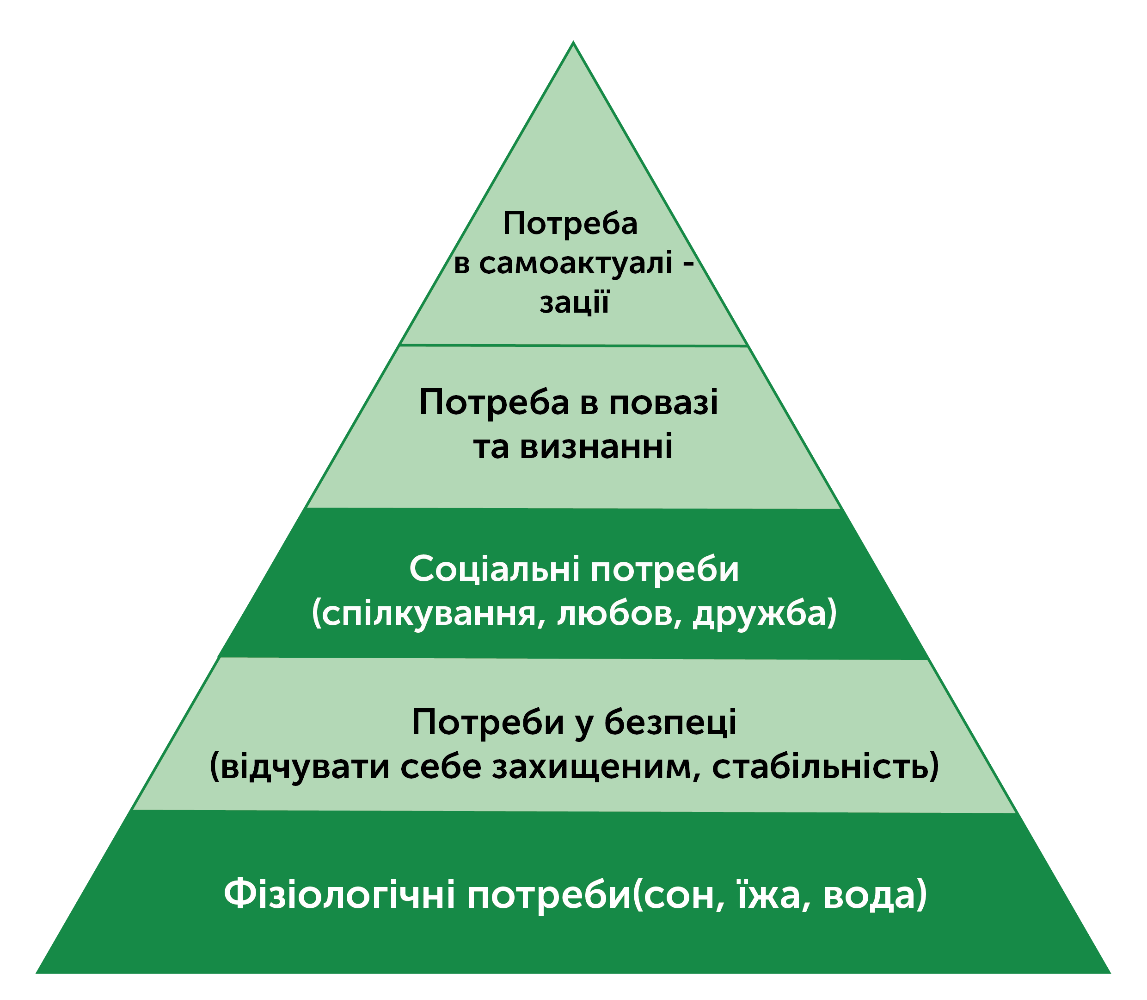 Потреба
в самоактуалі -
зації
Потреба в повазі
та визнанні
Соціальні потреби
(спілкування, любов, дружба)
Потреби у безпеці
(відчувати себе захищеним, стабільність)
Фізіологічні потреби(сон, їжа, вода)